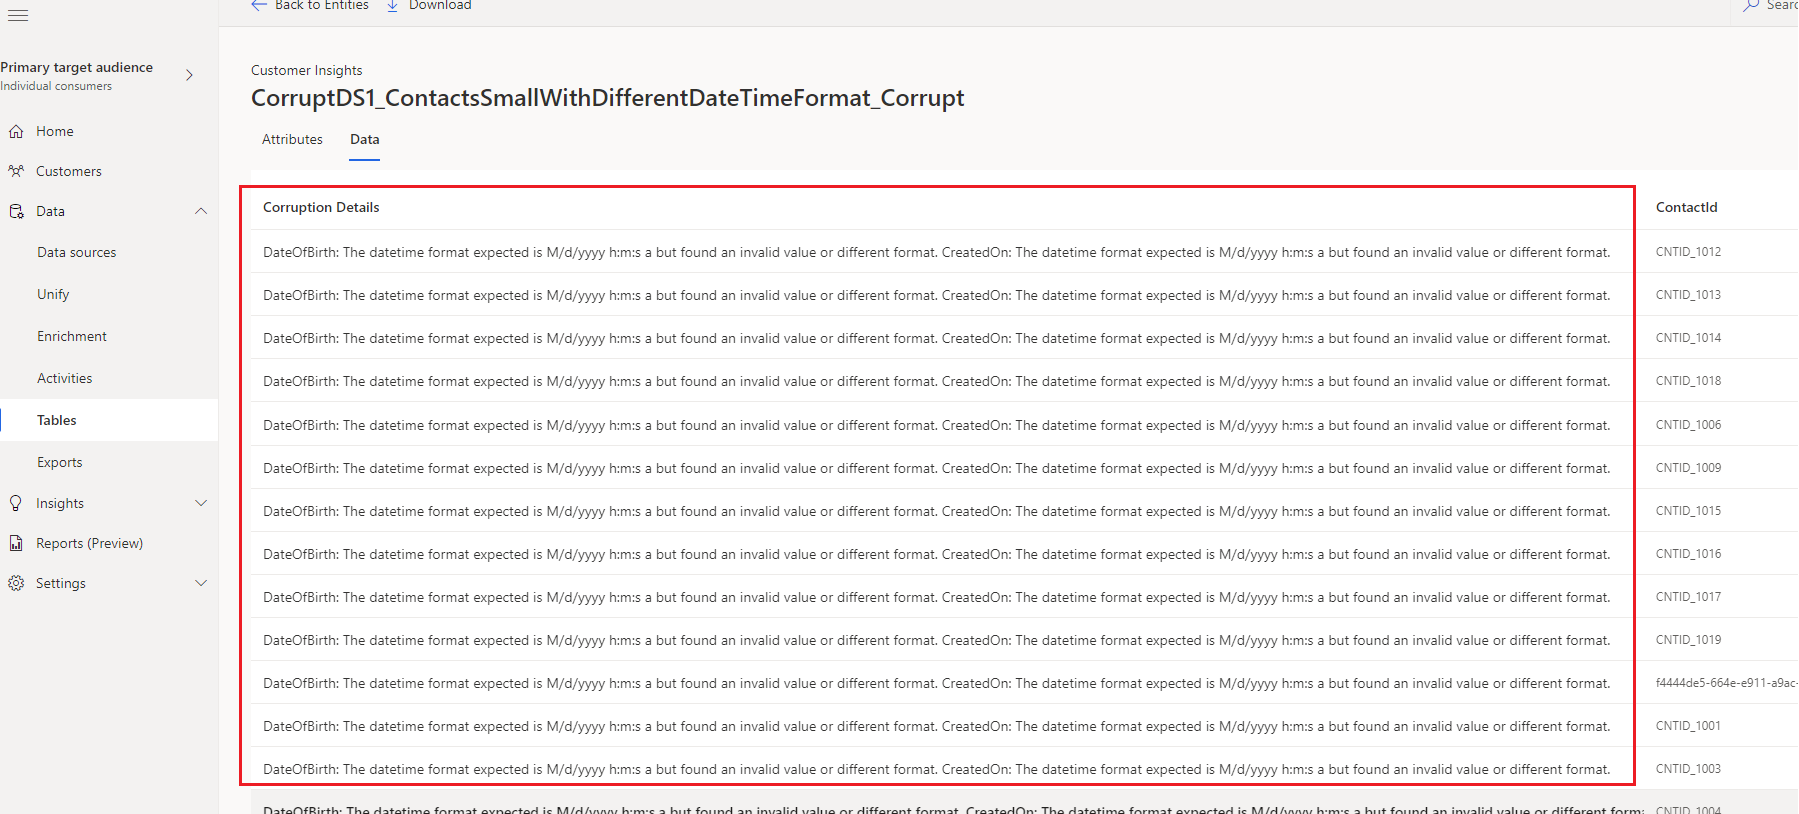 Back to Entities
Download
Searc
Primary target audience
Individual consumers
Home
Customers
Data
Data sources
Unify
Enrichment
Activities
Tables
Exports
Insights
Reports (Preview)
Settings
Customer Insights
CorruptDS1_ContactsSmallWithDifferentDateTimeFormat_Corrupt
Attributes Data
Corruption Details ContactId
DateOfBirth: The datetime format expected is M/d/yyyy h:m:s a but found an invalid value or different format. CreatedOn: The datetime format expected is M/d/yyyy h:m:s a but found an invalid value or different format. CNTID_1012
DateOfBirth: The datetime format expected is M/d/yyyy h:m:s a but found an invalid value or different format. CreatedOn: The datetime format expected is M/d/yyyy h:m:s a but found an invalid value or different format. CNTID_1013
DateOfBirth: The datetime format expected is M/d/yyyy h:m:s a but found an invalid value or different format. CreatedOn: The datetime format expected is M/d/yyyy h:m:s a but found an invalid value or different format. CNTID_1014
DateOfBirth: The datetime format expected is M/d/yyyy h:m:s a but found an invalid value or different format. CreatedOn: The datetime format expected is M/d/yyyy h:m:s a but found an invalid value or different format. CNTID_1018
DateOfBirth: The datetime format expected is M/d/yyyy h:m:s a but found an invalid value or different format. CreatedOn: The datetime format expected is M/d/yyyy h:m:s a but found an invalid value or different format. CNTID_1006
DateOfBirth: The datetime format expected is M/d/yyyy h:m:s a but found an invalid value or different format. CreatedOn: The datetime format expected is M/d/yyyy h:m:s a but found an invalid value or different format. CNTID_1009
DateOfBirth: The datetime format expected is M/d/yyyy h:m:s a but found an invalid value or different format. CreatedOn: The datetime format expected is M/d/yyyy h:m:s a but found an invalid value or different format. CNTID_1015
DateOfBirth: The datetime format expected is M/d/yyyy h:m:s a but found an invalid value or different format. CreatedOn: The datetime format expected is M/d/yyyy h:m:s a but found an invalid value or different format. CNTID_1016
DateOfBirth: The datetime format expected is M/d/yyyy h:m:s a but found an invalid value or different format. CreatedOn: The datetime format expected is M/d/yyyy h:m:s a but found an invalid value or different format. CNTID_1017
DateOfBirth: The datetime format expected is M/d/yyyy h:m:s a but found an invalid value or different format. CreatedOn: The datetime format expected is M/d/yyyy h:m:s a but found an invalid value or different format. CNTID_1019
DateOfBirth: The datetime format expected is M/d/yyyy h:m:s a but found an invalid value or different format. CreatedOn: The datetime format expected is M/d/yyyy h:m:s a but found an invalid value or different format. f4444de5-664e-e911-a9ac-
DateOfBirth: The datetime format expected is M/d/yyyy h:m:s a but found an invalid value or different format. CreatedOn: The datetime format expected is M/d/yyyy h:m:s a but found an invalid value or different format. CNTID_1001
DateOfBirth: The datetime format expected is M/d/yyyy h:m:s a but found an invalid value or different format. CreatedOn: The datetime format expected is M/d/yyyy h:m:s a but found an invalid value or different format. CNTID_1003
DateOfBirth: The datetime format expected is M/d/yyyy h:m:s a but found an invalid value or different format. CreatedOn: The datetime format expected is M/d/yyyy h:m:s a but found an invalid value or different form CNTID_1004